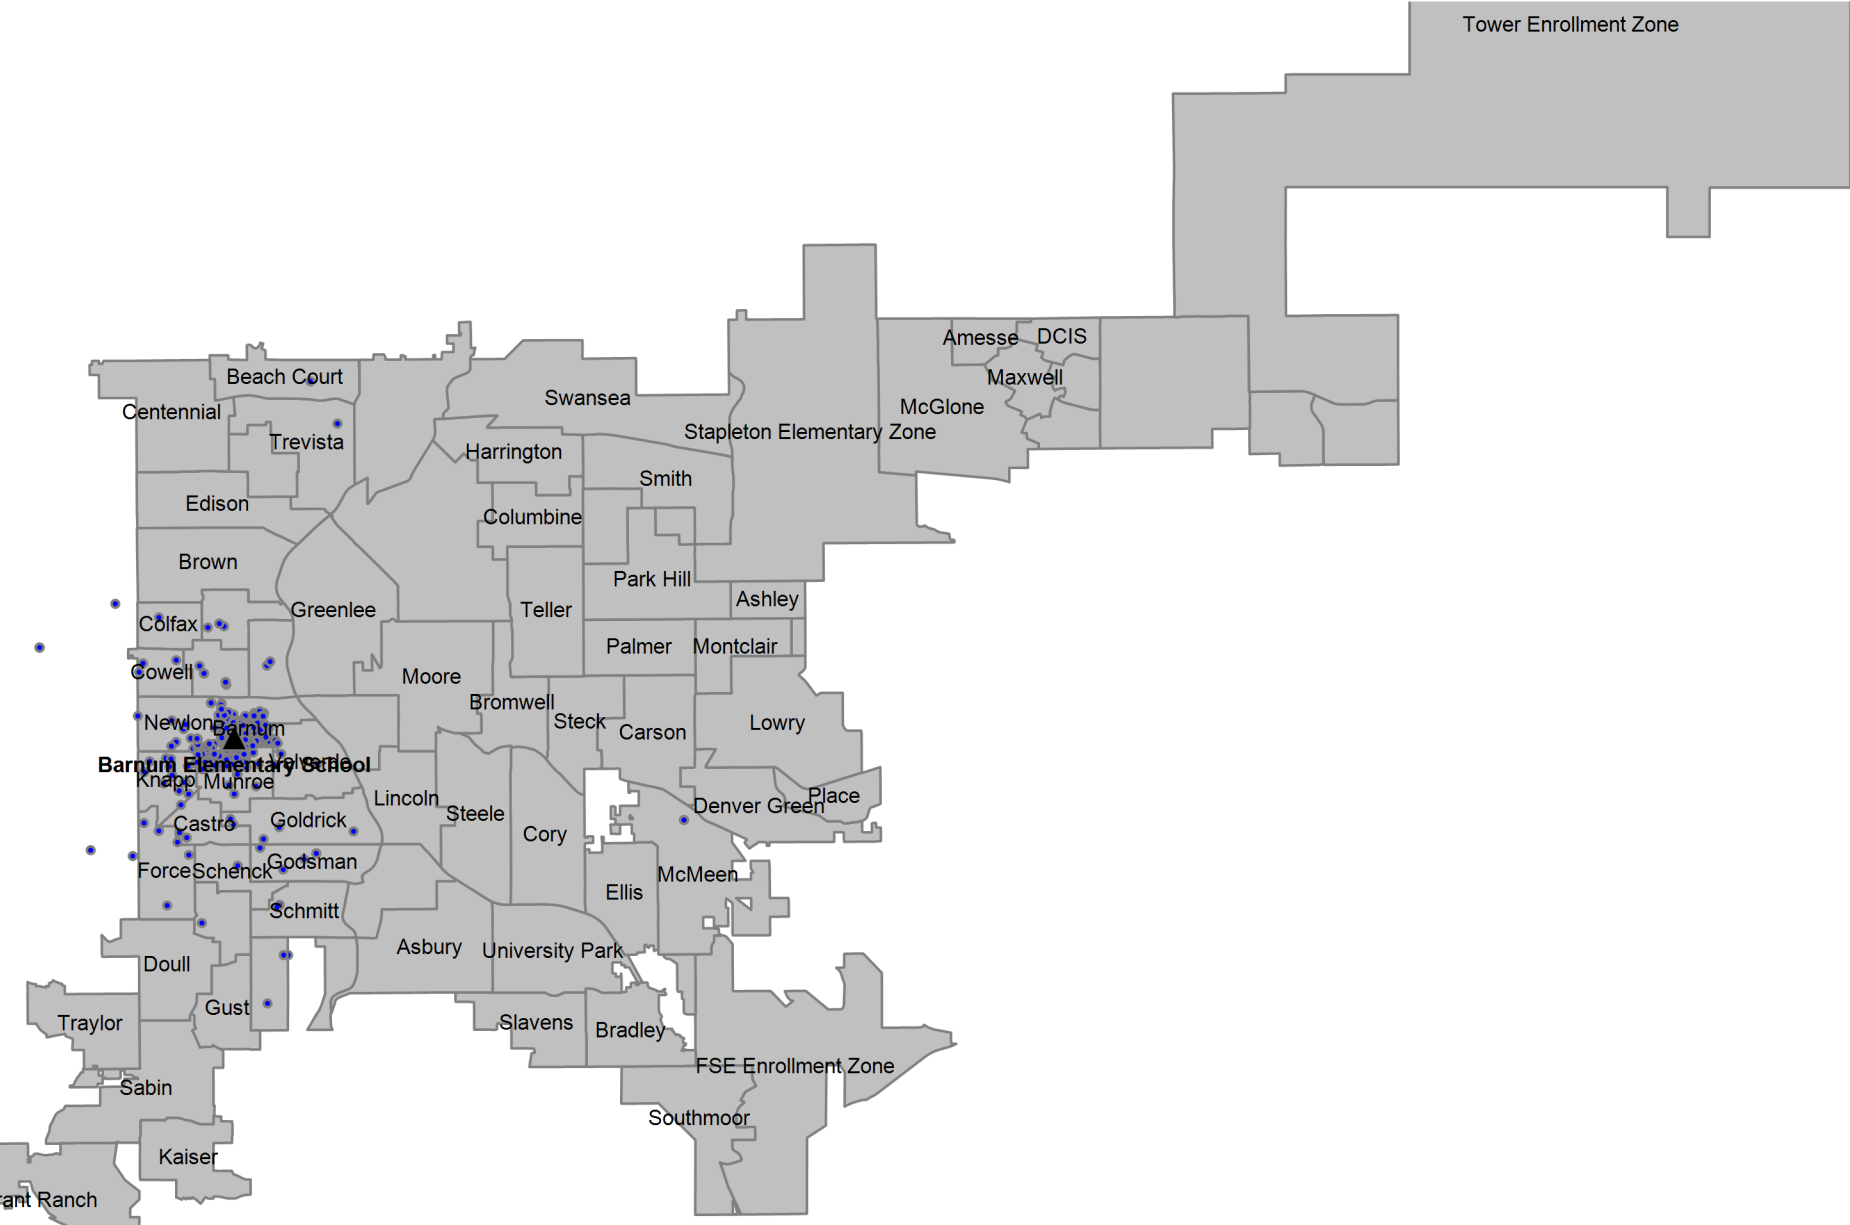 Tower Enrollment Zone
Amesse
DCIS
Beach Court
Maxwell
Swansea
McGlone
Centennial
Stapleton Elementary Zone
Trevista
Harrington
Smith
Edison
Columbine
Brown
Park Hill
Ashley
Greenlee
Teller
Colfax
Palmer
Montclair
Cowell
Moore
Bromwell
Newlon
Barnum
Steck
Carson
Lowry
Valverde
Barnum Elementary School
Knapp
Munroe
Lincoln
Steele
Denver Green
Place
Castro
Goldrick
Cory
Force
Schenck
Godsman
McMeen
Ellis
Schmitt
Asbury
University Park
Doull
Gust
Traylor
Slavens
Bradley
FSE Enrollment Zone
Sabin
Southmoor
Kaiser
rant Ranch